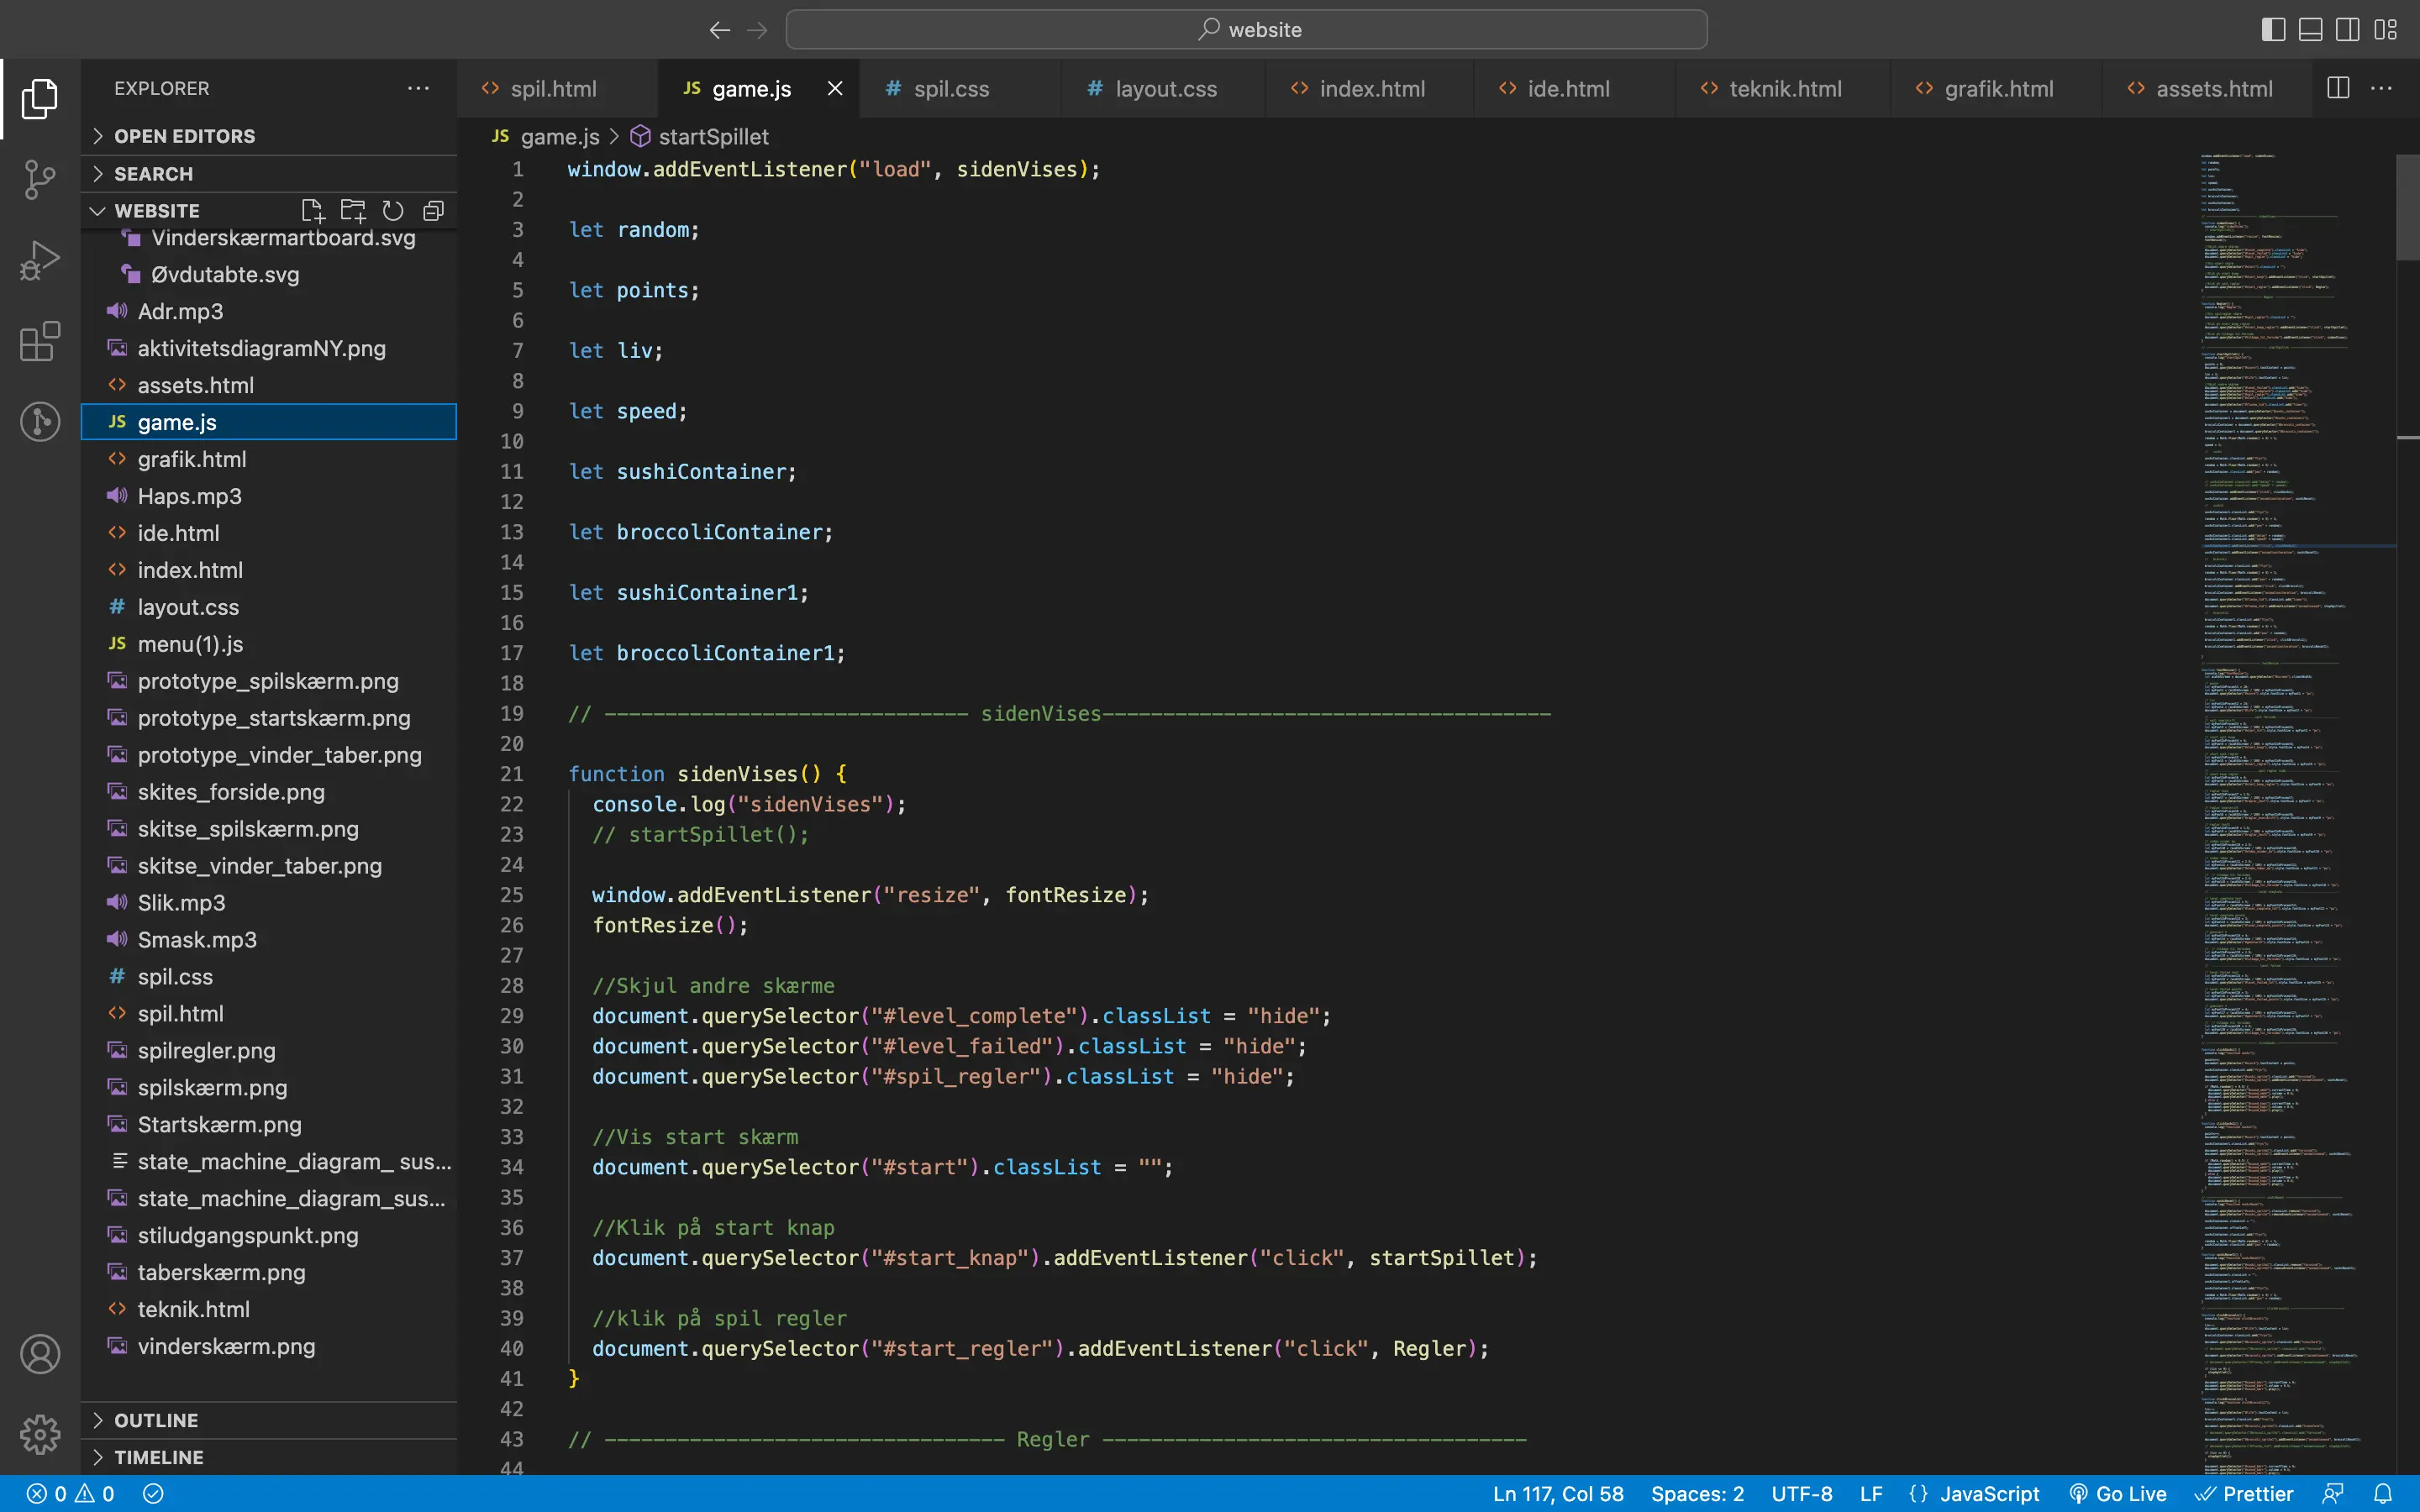 website
EXPLORER
OPEN EDITORS
SEARCH
WEBSITE
Vinderskærmartboard.svg
Øvdutabte.svg
Adr.mp3
aktivitetsdiagramNY.png
assets.html
JS game.js
grafik.html
Haps.mp3
ide.html
index.html
# layout.css
JS menu(1).js
prototype_spilskærm.png
prototype_startskærm.png
prototype_vinder_taber.png
skites_forside.png
skitse_spilskærm.png
skitse_vinder_taber.png
Slik.mp3
Smask.mp3
# spil.css
spil.html
spilregler.png
spilskærm.png
Startskærm.png
state_machine_diagram_ sus...
state_machine_diagram_sus...
stiludgangspunkt.png
taberskærm.png
teknik.html
vinderskærm.png
OUTLINE
TIMELINE
spil.html JS game.js # spil.css # layout.css index.html ide.html teknik.html grafik.html assets.html
JS game.js > startSpillet
1 window.addEventListener("load", sidenVises);
2
3 let random;
4
5 let points;
6
7 let liv;
8
9 let speed;
10
11 let sushiContainer;
12
13 let broccoliContainer;
14
15 let sushiContainer1;
16
17 let broccoliContainer1;
18
19 // ------------------------------ sidenVises-------------------------------------
20
21 function sidenVises() {
22 console.log("sidenVises");
23 // startSpillet();
24
25 window.addEventListener("resize", fontResize);
26 fontResize();
27
28 //Skjul andre skærme
29 document.querySelector("#level_complete").classList = "hide";
30 document.querySelector("#level_failed").classList = "hide";
31 document.querySelector("#spil_regler").classList = "hide";
32
33 //Vis start skærm
34 document.querySelector("#start").classList = "";
35
36 //Klik på start knap
37 document.querySelector("#start_knap").addEventListener("click", startSpillet);
38
39 //klik på spil regler
40 document.querySelector("#start_regler").addEventListener("click", Regler);
41 }
42
43 // --------------------------------- Regler -----------------------------------
44
0 0 Ln 117, Col 58 Spaces: 2 UTF-8 LF {} JavaScript Go Live Prettier